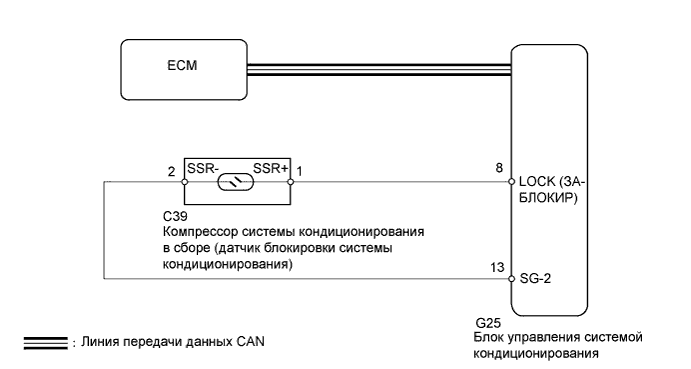 ECM
2 SSR- SSR+ 1
8 LOCK (ЗА-
БЛОКИР)
C39
Компрессор системы кондиционирования
в сборе (датчик блокировки системы
кондиционирования)
13 SG-2
G25
Блок управления системой
кондиционирования
: Линия передачи данных CAN